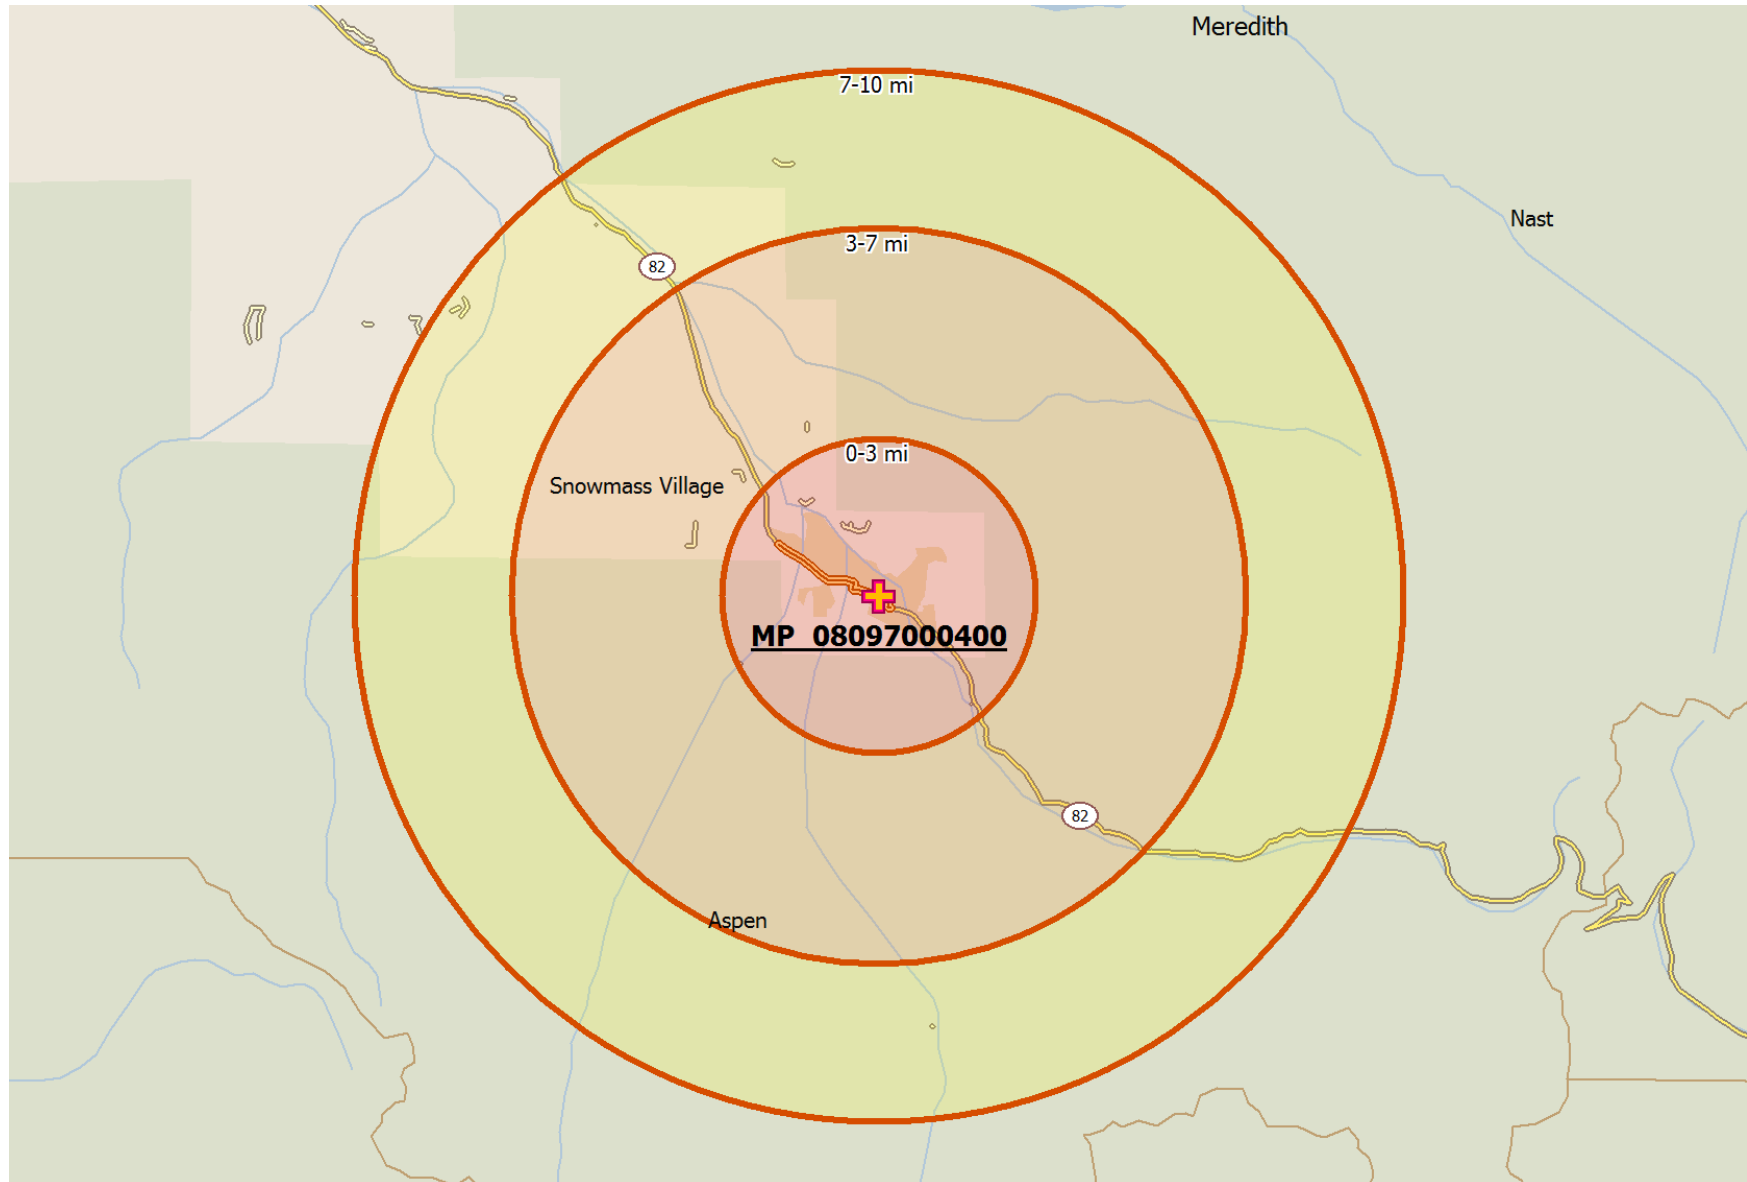 Meredith
7-10 mi
Nast
3-7 mi
82
0-3 mi
Snowmass Village
MP 08097000400
82
Aspen